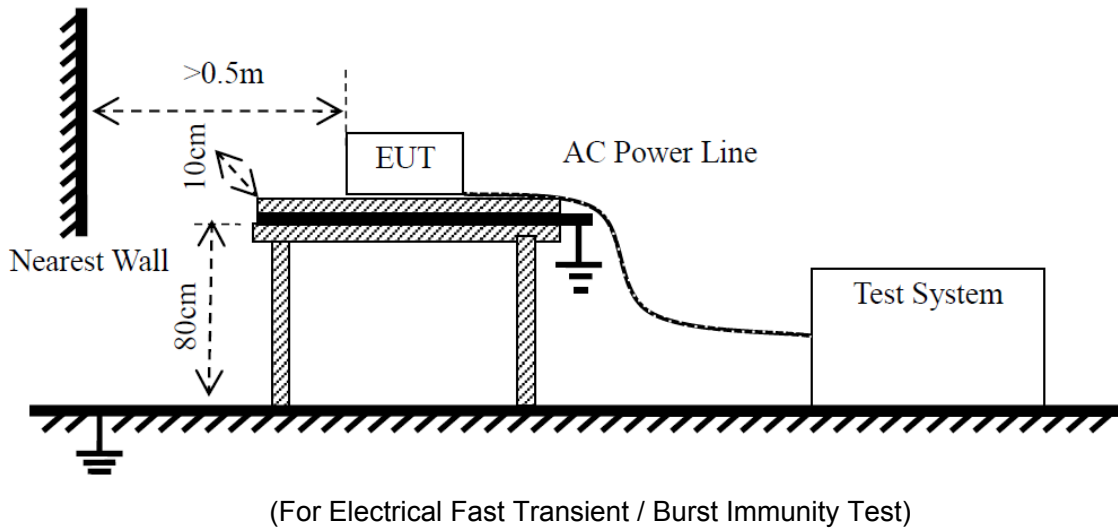 >0.5m
EUT
AC Power Line
10cm
Nearest Wall
80cm
Test System
(For Electrical Fast Transient / Burst Immunity Test)